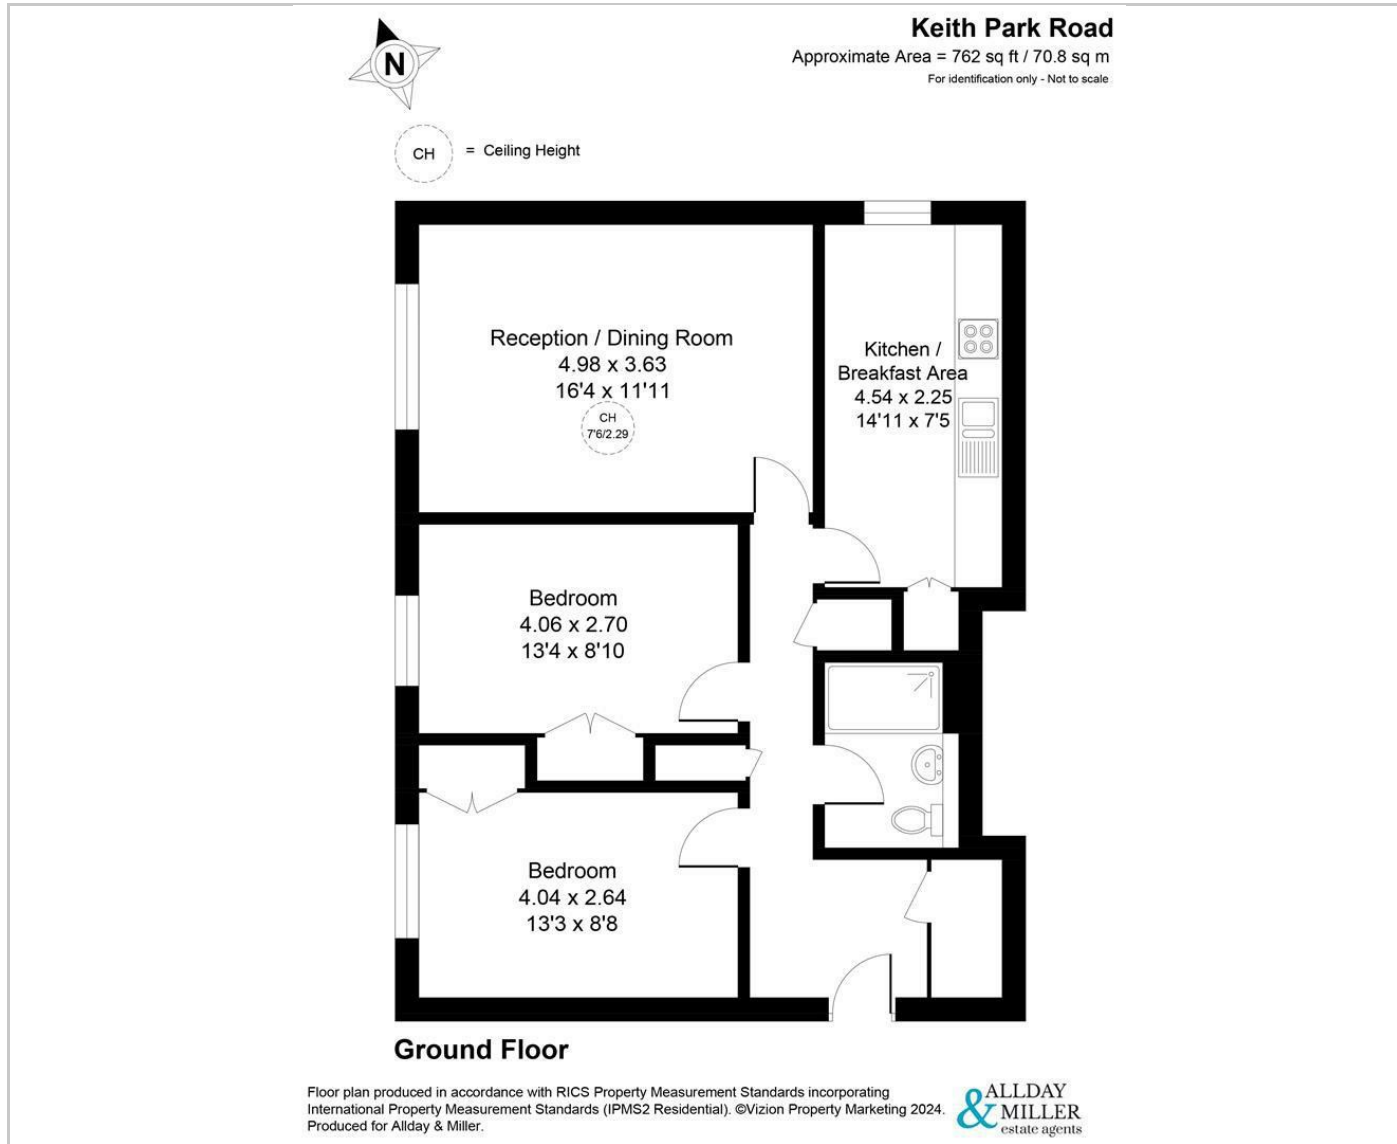 Keith Park Road
Approximate Area = 762 sq ft / 70.8 sq m
For identification only - Not to scale
N
CH = Ceiling Height
Reception / Dining Room
4.98 x 3.63
16'4 x 11'11
CH
7'6/2.29
Kitchen /
Breakfast Area
4.54 x 2.25
14'11 x 7'5
Bedroom
4.06 x 2.70
13'4 x 8'10
Bedroom
4.04 x 2.64
13'3 x 8'8
Ground Floor
Floor plan produced in accordance with RICS Property Measurement Standards incorporating
International Property Measurement Standards (IPMS2 Residential). ©Vizion Property Marketing 2024.
Produced for Allday & Miller.
ALLDAY
& MILLER
estate agents